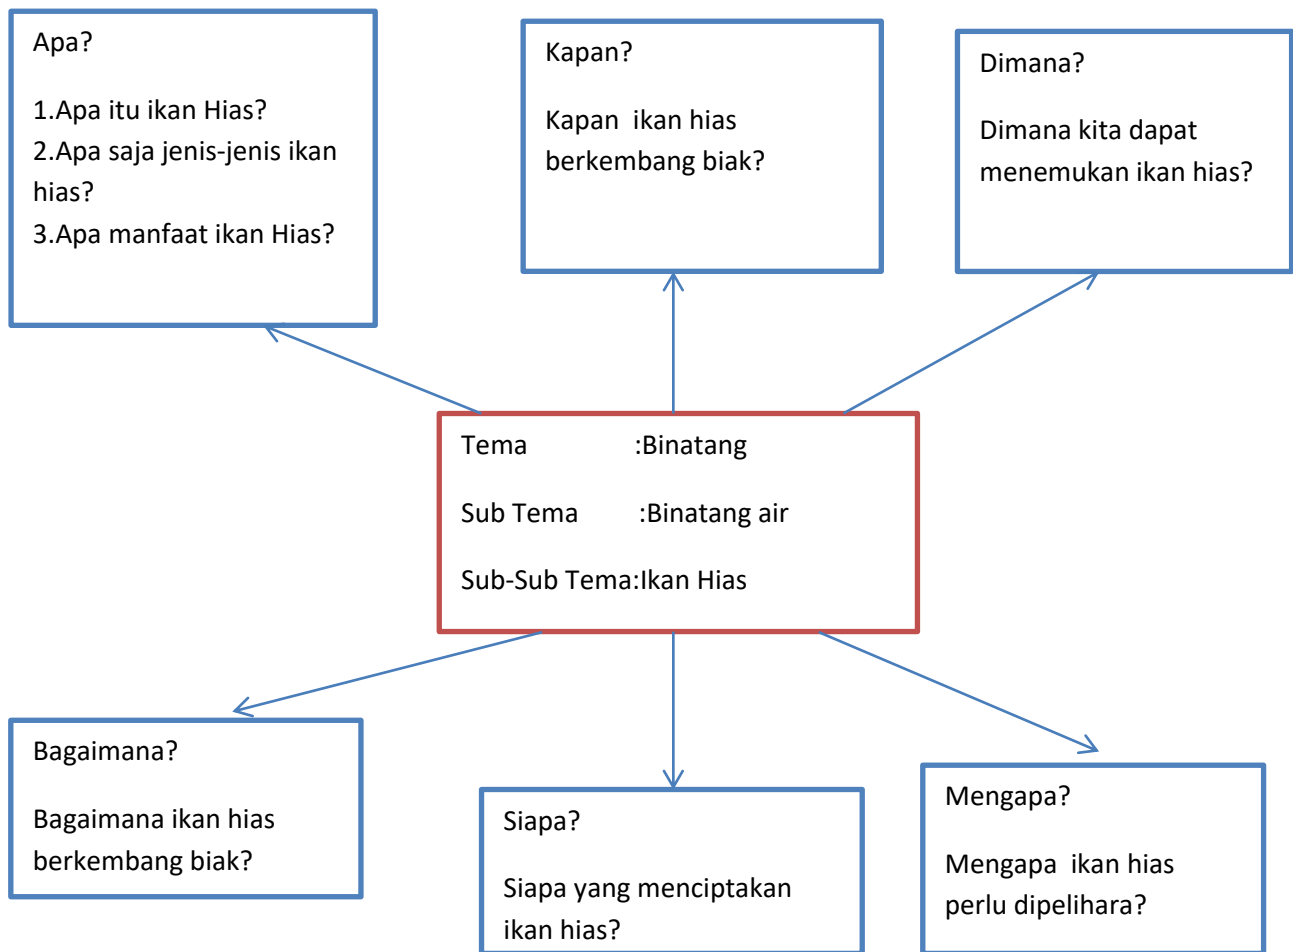 Apa?
1.Apa itu ikan Hias?
2.Apa saja jenis-jenis ikan
hias?
3.Apa manfaat ikan Hias?
Kapan?
Kapan  ikan hias
berkembang biak?
Dimana?
Dimana kita dapat
menemukan ikan hias?
Tema :Binatang
Sub Tema :Binatang air
Sub-Sub Tema:Ikan Hias
Bagaimana?
Bagaimana ikan hias
berkembang biak?
Siapa?
Siapa yang menciptakan
ikan hias?
Mengapa?
Mengapa  ikan hias
perlu dipelihara?